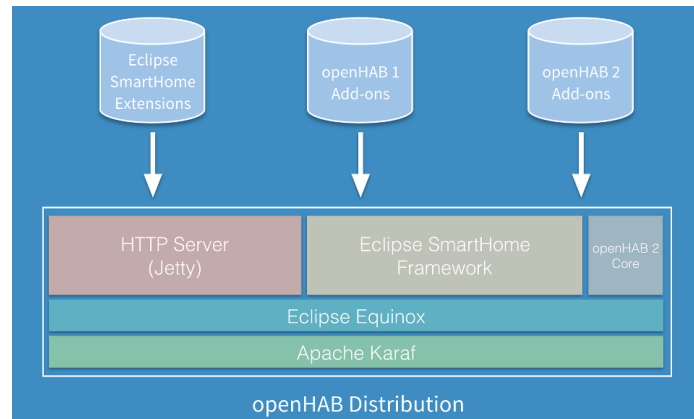 Eclipse
SmartHome
Extensions
openHAB 1
Add-ons
openHAB 2
Add-ons
HTTP Server
(Jetty)
Eclipse SmartHome
Framework
openHAB 2
Core
Eclipse Equinox
Apache Karaf
openHAB Distribution